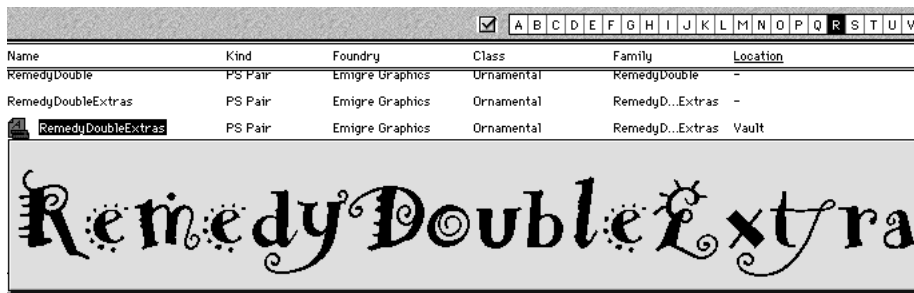 A B C D E F G H I J K L M N O P Q R S T U V
Name Kind Foundry Class Family Location
RemedyDouble PS Pair Emigre Graphics Ornamental RemedyDouble -
RemedyDoubleExtras PS Pair Emigre Graphics Ornamental RemedyD...Extras -
RemedyDoubleExtras PS Pair Emigre Graphics Ornamental RemedyD...Extras Vault
RemedyDoubleExtra